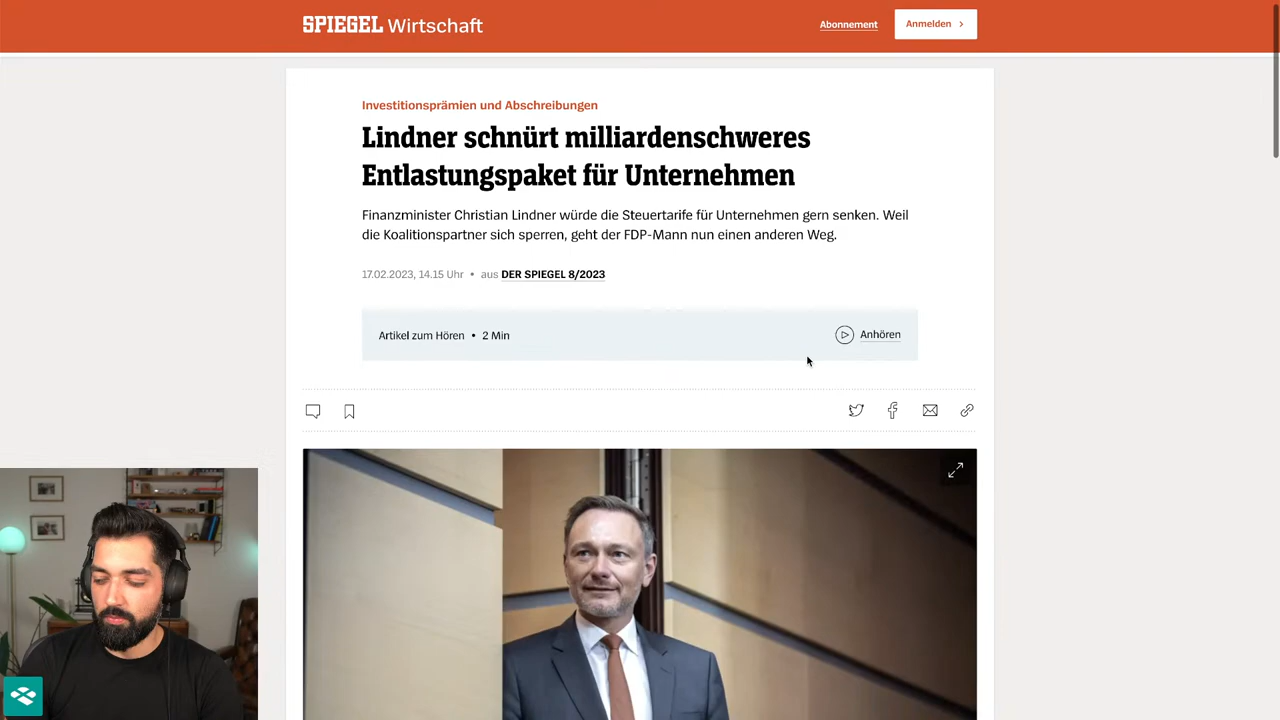 SPIEGEL Wirtschaft
Abonnement
Anmelden
Investitionsprämien und Abschreibungen
Lindner schnürt milliardenschweres
Entlastungspaket für Unternehmen
Finanzminister Christian Lindner würde die Steuertarife für Unternehmen gern senken. Weil
die Koalitionspartner sich sperren, geht der FDP-Mann nun einen anderen Weg.
17.02.2023, 14.15 Uhr • aus DER SPIEGEL 8/2023
Artikel zum Hören • 2 Min
Anhören